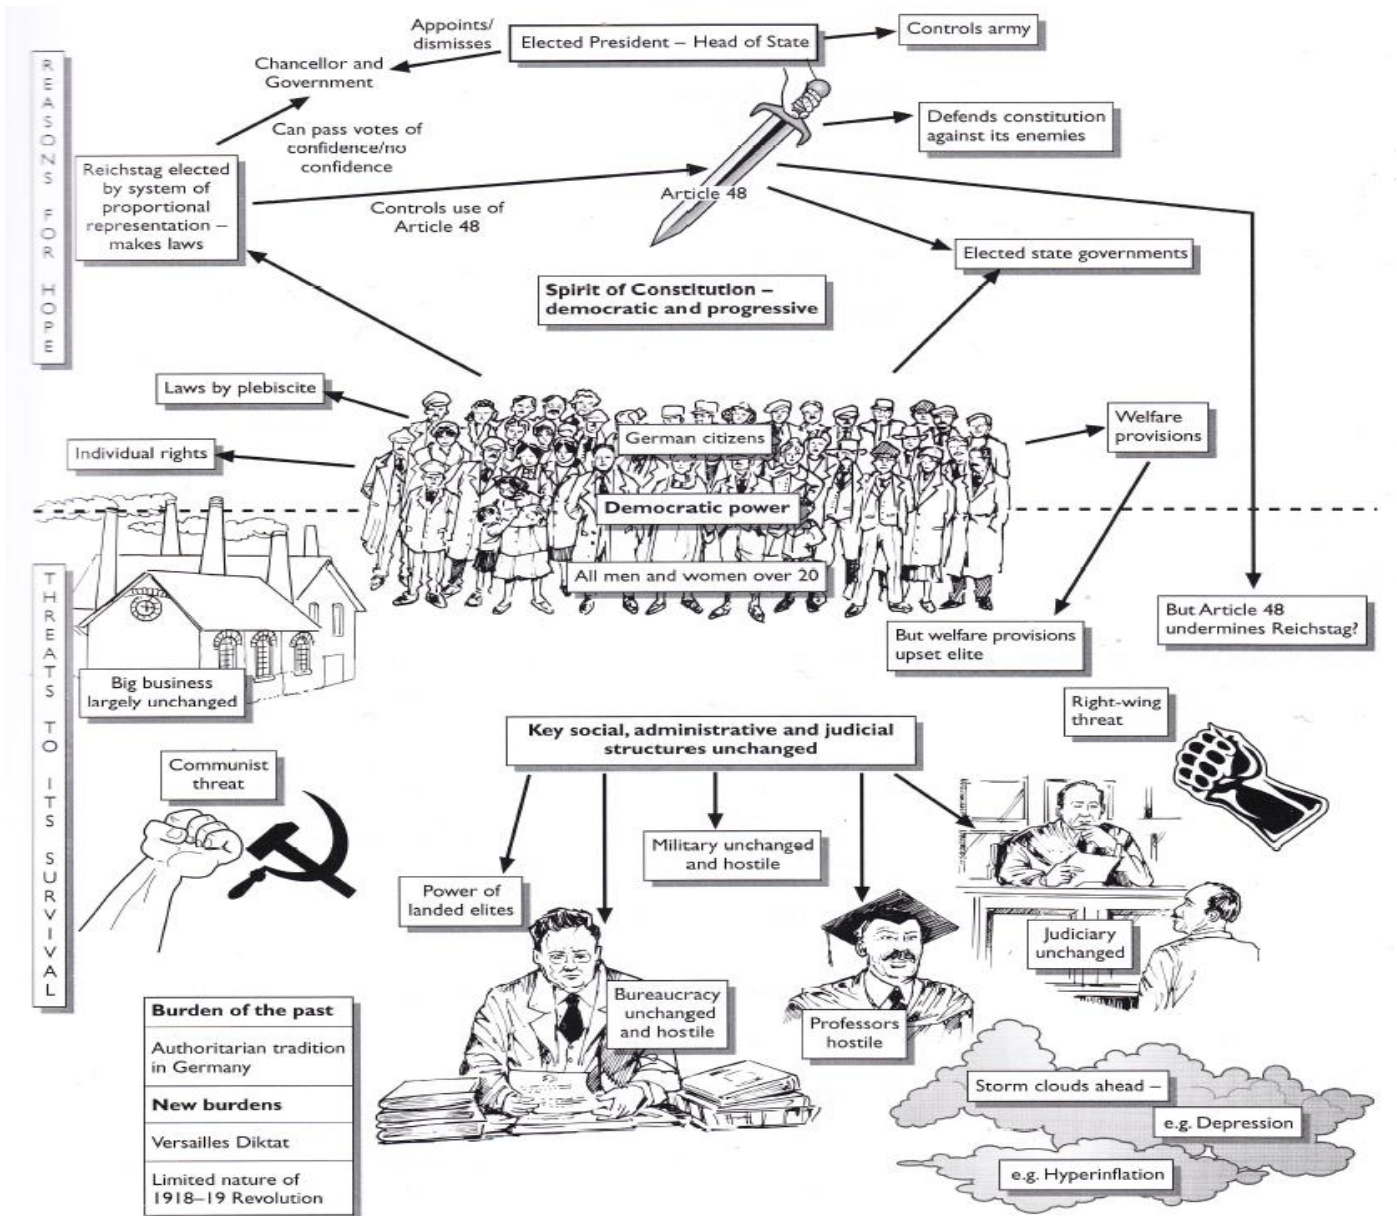 REASONS FOR HOPE
Appoints/
dismisses
Elected President – Head of State
Controls army
Chancellor and
Government
Can pass votes of
confidence/no
confidence
Defends constitution
against its enemies
Reichstag elected
by system of
proportional
representation –
makes laws
Article 48
Controls use of
Article 48
Elected state governments
Spirit of Constitution –
democratic and progressive
Laws by plebiscite
German citizens
Welfare
provisions
Individual rights
Democratic power
All men and women over 20
THREATS TO ITS SURVIVAL
But Article 48
undermines Reichstag?
But welfare provisions
upset elite
Big business
largely unchanged
Right-wing
threat
Key social, administrative and judicial
structures unchanged
Communist
threat
Military unchanged
and hostile
Power of
landed elites
Judiciary
unchanged
Bureaucracy
unchanged
and hostile
Professors
hostile
Burden of the past
Authoritarian tradition
in Germany
New burdens
Versailles Diktat
Limited nature of
1918–19 Revolution
Storm clouds ahead –
e.g. Depression
e.g. Hyperinflation